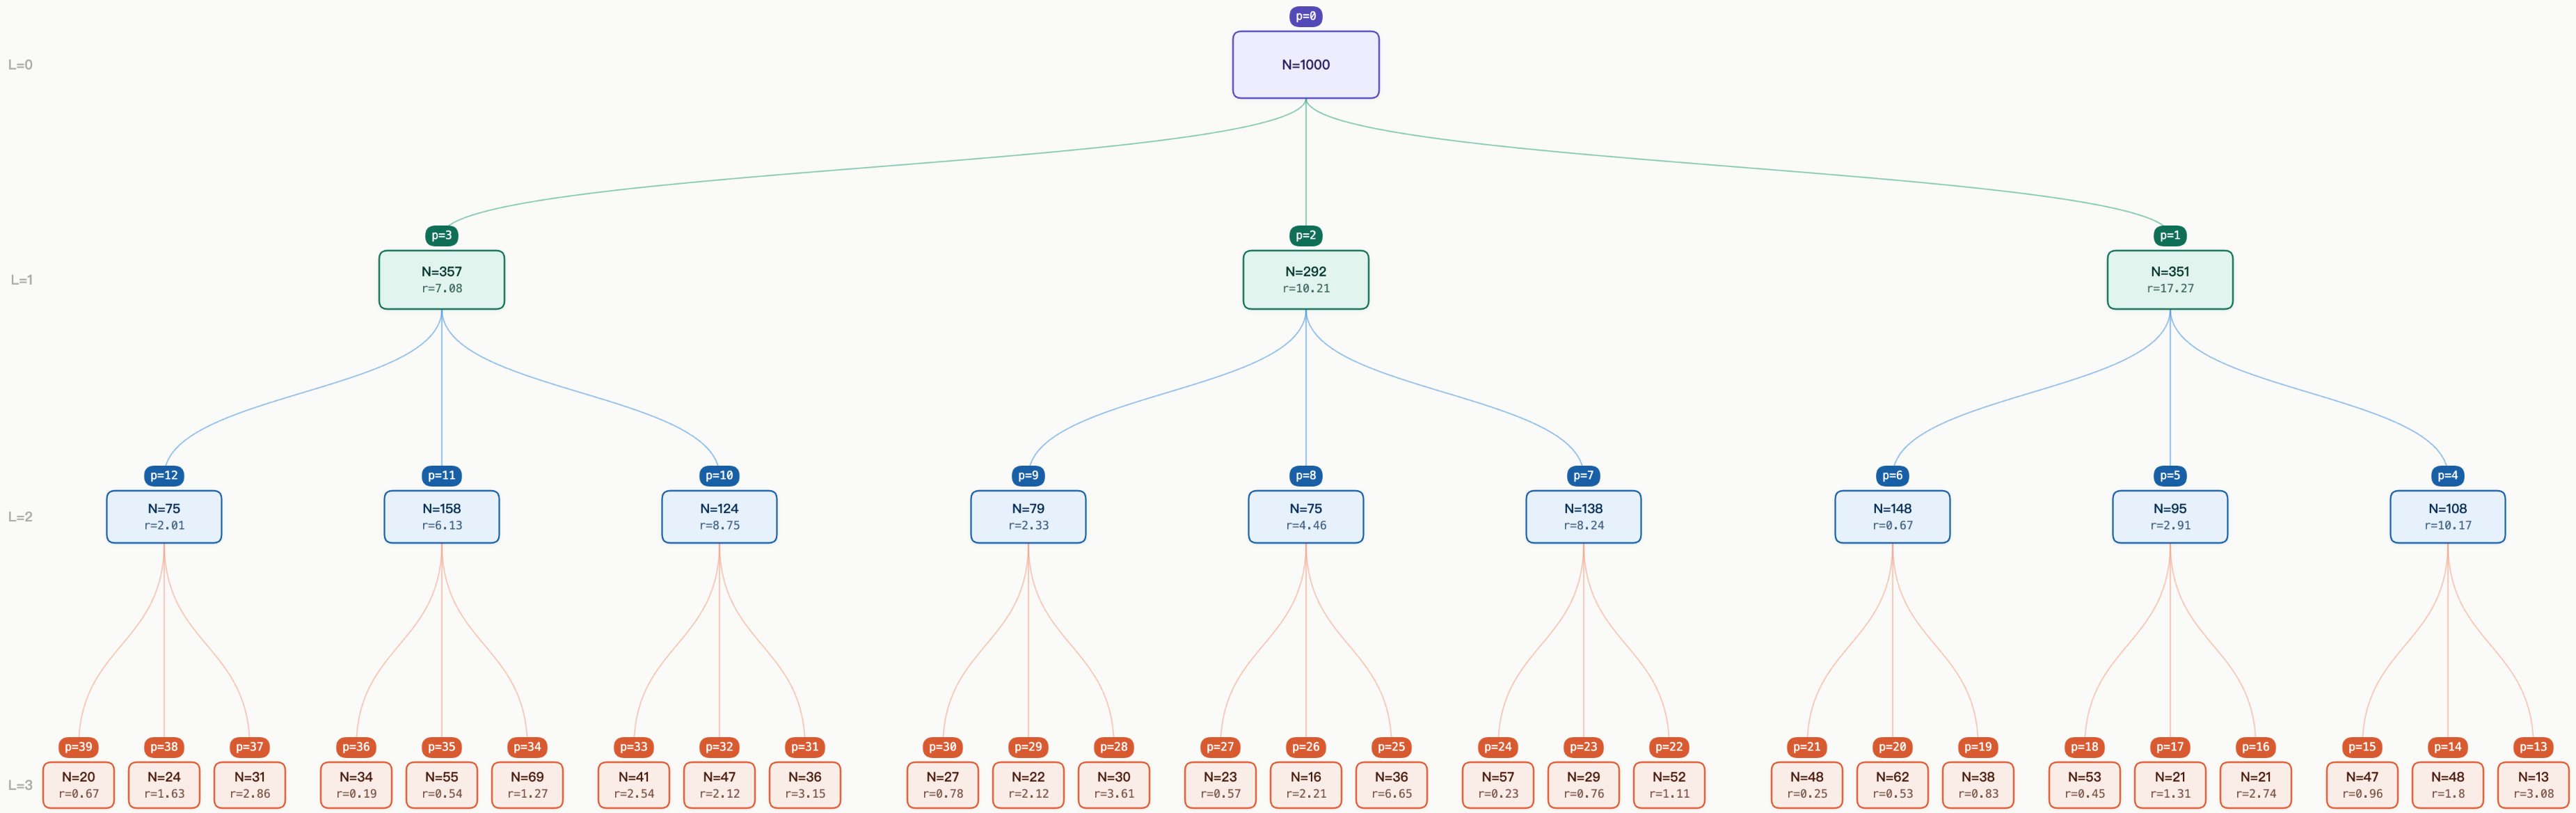 p=0
L=0
N=1000
p=3
p=2
p=1
L=1
N=357
r=7.08
N=292
r=10.21
N=351
r=17.27
p=12
p=11
p=10
p=9
p=8
p=7
p=6
p=5
p=4
L=2
N=75
r=2.01
N=158
r=6.13
N=124
r=8.75
N=79
r=2.33
N=75
r=4.46
N=138
r=8.24
N=148
r=0.67
N=95
r=2.91
N=108
r=10.17
p=39
p=38
p=37
p=36
p=35
p=34
p=33
p=32
p=31
p=30
p=29
p=28
p=27
p=26
p=25
p=24
p=23
p=22
p=21
p=20
p=19
p=18
p=17
p=16
p=15
p=14
p=13
L=3
N=20
r=0.67
N=24
r=1.63
N=31
r=2.86
N=34
r=0.19
N=55
r=0.54
N=69
r=1.27
N=41
r=2.54
N=47
r=2.12
N=36
r=3.15
N=27
r=0.78
N=22
r=2.12
N=30
r=3.61
N=23
r=0.57
N=16
r=2.21
N=36
r=6.65
N=57
r=0.23
N=29
r=0.76
N=52
r=1.11
N=48
r=0.25
N=62
r=0.53
N=38
r=0.83
N=53
r=0.45
N=21
r=1.31
N=21
r=2.74
N=47
r=0.96
N=48
r=1.8
N=13
r=3.08